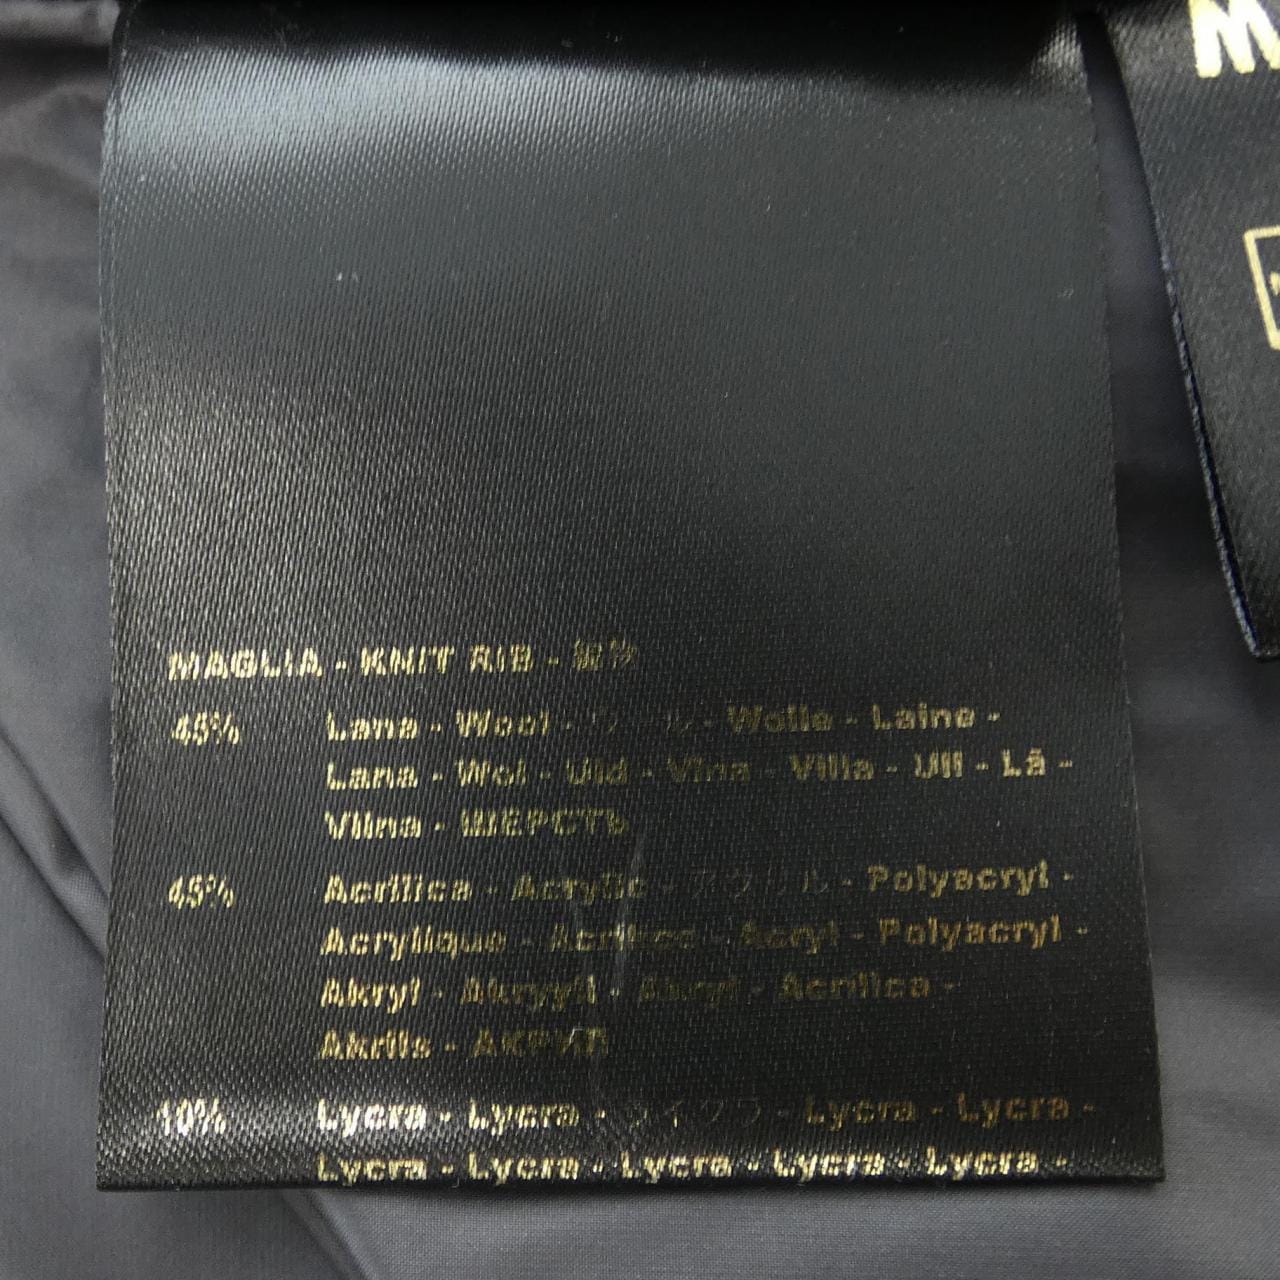 M
MAGLIA - KNIT RIB - 編物
45% Lana - Wool - ウール - Wolle - Laine -
Lana - Wol - Uld - Vlna - Villa - Ull - Lã -
Vilna - ШЕРСТЬ
45% Acrilica - Acrylic - アクリル - Polyacryl -
Acrylique - Acrilico - Acryl - Polyacryl -
Akryl - Akryyli - Akryl - Acrilica -
Akrils - АКРИЛ
10% Lycra - Lycra - ライクラ - Lycra - Lycra -
Lycra - Lycra - Lycra - Lycra - Lycra -